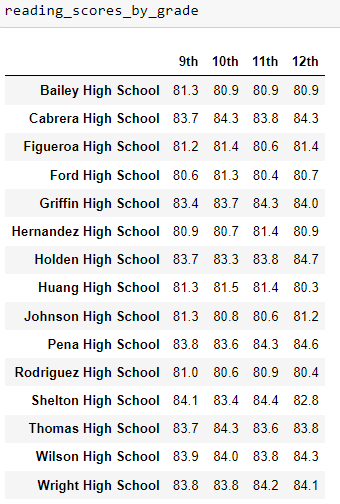 reading_scores_by_grade
9th 10th 11th 12th
Bailey High School 81.3 80.9 80.9 80.9
Cabrera High School 83.7 84.3 83.8 84.3
Figueroa High School 81.2 81.4 80.6 81.4
Ford High School 80.6 81.3 80.4 80.7
Griffin High School 83.4 83.7 84.3 84.0
Hernandez High School 80.9 80.7 81.4 80.9
Holden High School 83.7 83.3 83.8 84.7
Huang High School 81.3 81.5 81.4 80.3
Johnson High School 81.3 80.8 80.6 81.2
Pena High School 83.8 83.6 84.3 84.6
Rodriguez High School 81.0 80.6 80.9 80.4
Shelton High School 84.1 83.4 84.4 82.8
Thomas High School 83.7 84.3 83.6 83.8
Wilson High School 83.9 84.0 83.8 84.3
Wright High School 83.8 83.8 84.2 84.1